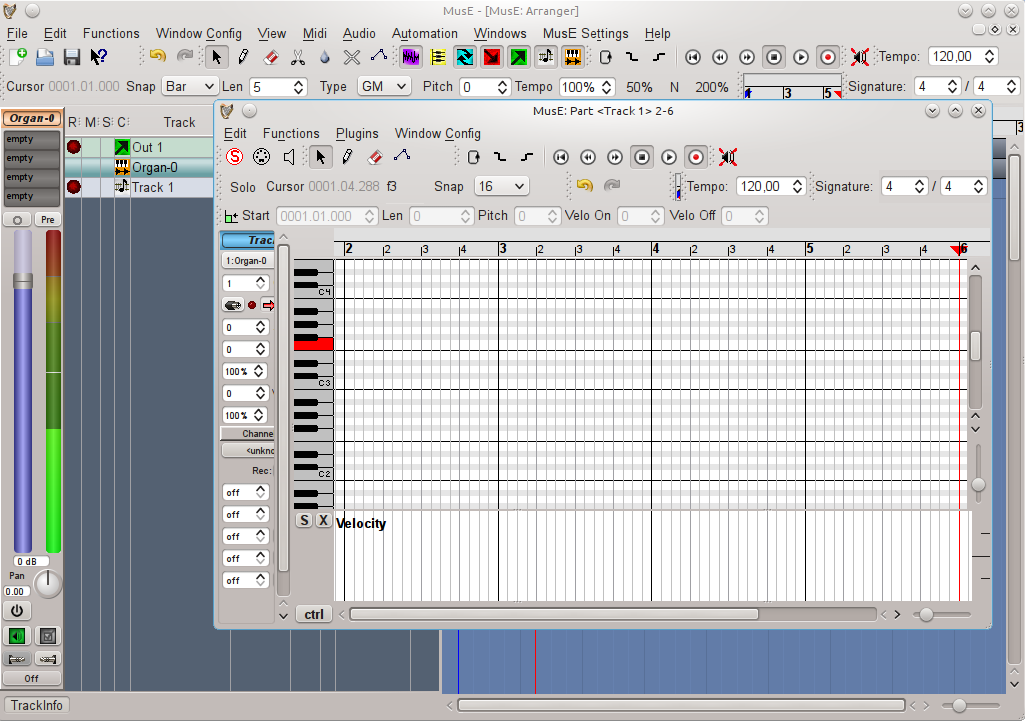 MusE - [MusE: Arranger]
File Edit Functions Window Config View Midi Audio Automation Windows MusE Settings Help
Tempo: 120,00
Cursor 0001.01.000 Snap Bar Len 5 Type GM Pitch 0 Tempo 100% 50% N 200% 3 5 Signature: 4 / 4
Organ-0 R M S C Track 3
empty
empty
empty
empty
Out 1
Organ-0
Track 1
Pre
0 dB
Pan
0.00
Off
TrackInfo
MusE: Part <Track 1> 2-6
Edit Functions Plugins Window Config
S
Solo Cursor 0001.04.288 f3 Snap 16 Tempo: 120,00 Signature: 4 / 4
Start 0001.01.000 Len 0 Pitch 0 Velo On 0 Velo Off 0
Trac
2 2 3 4 3 2 3 4 4 2 3 4 5 2 3 4 6
1:Organ-0
1
C4
0
0
100%
C3
0
100%
Channe
<unkno
Rec:
C2
off
off
off
off
off
S X Velocity
ctrl